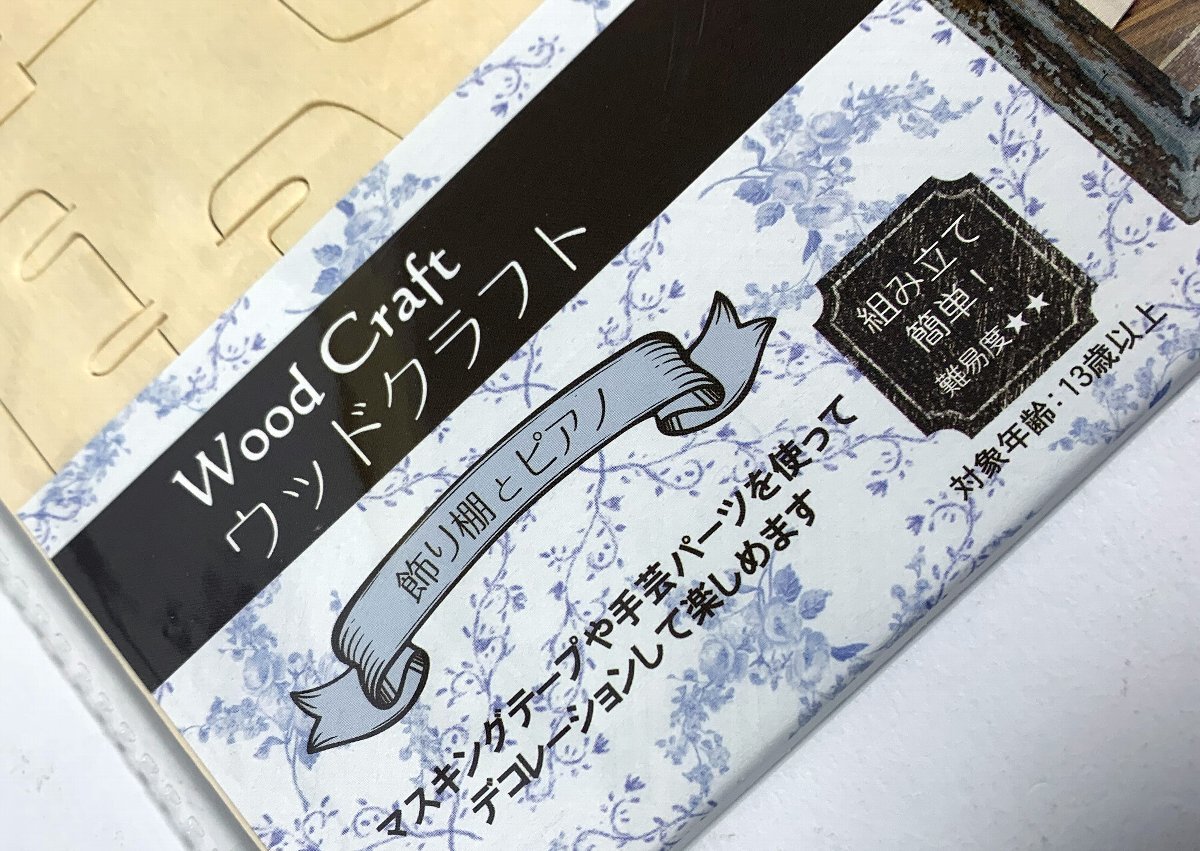 Wood Craft
ウッドクラフト
飾り棚とピアノ
マスキングテープや手芸パーツを使って
デコレーションして楽しめます
組み立て
簡単!
難易度★★
対象年齢:13歳以上